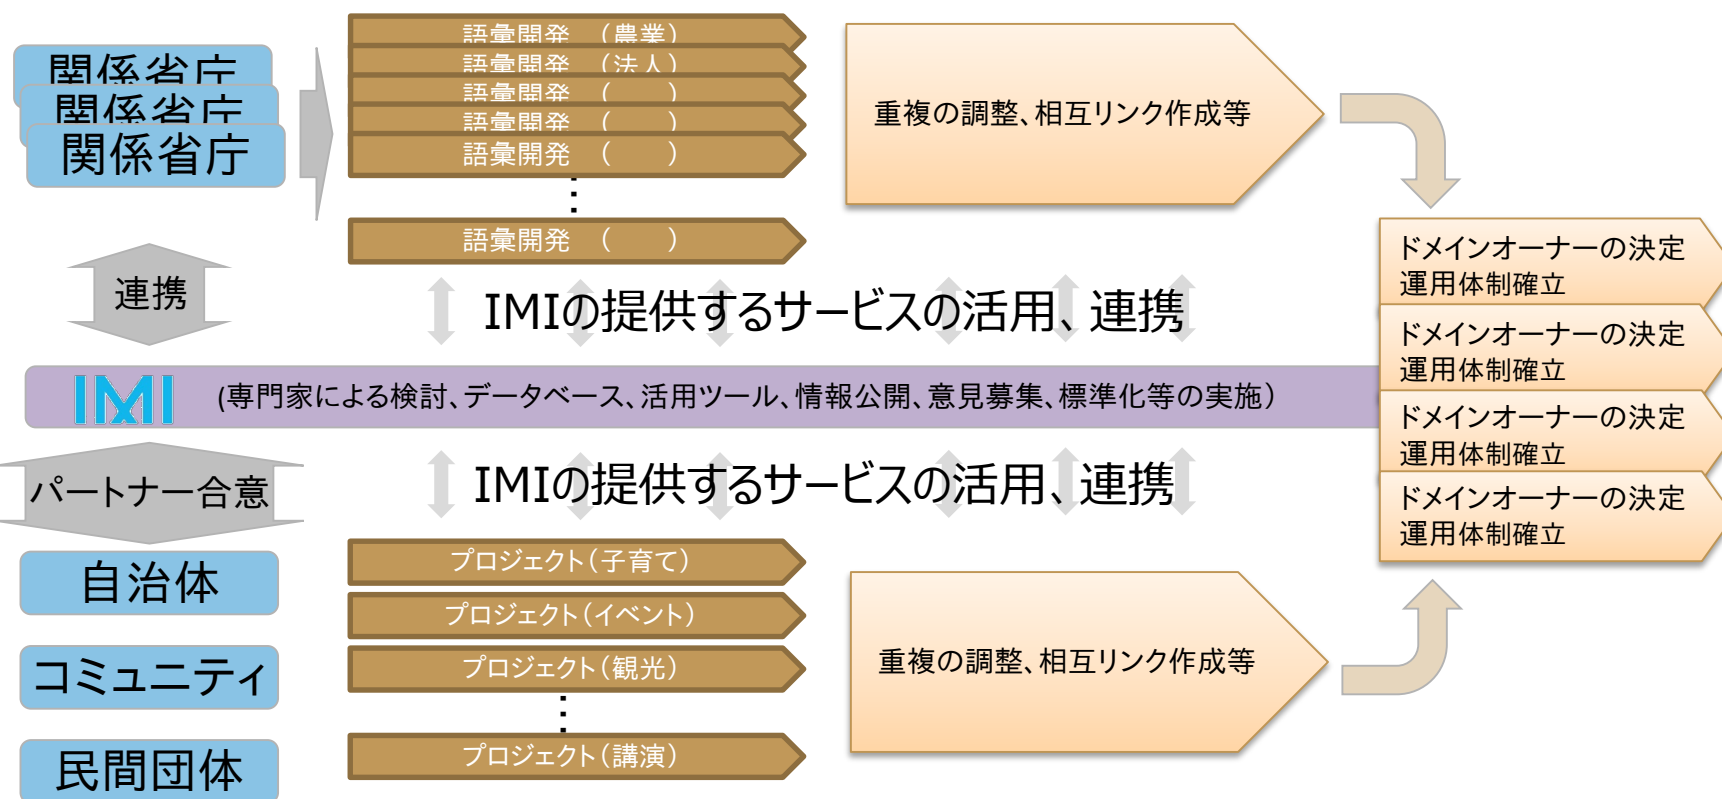 関係省庁
関係省庁
関係省庁
語彙開発　（農業）
語彙開発　（法人）
語彙開発　（　　）
語彙開発　（　　）
語彙開発　（　　）
︙
語彙開発　（　　）
重複の調整、相互リンク作成等
連携
IMIの提供するサービスの活用、連携
IMI
(専門家による検討、データベース、活用ツール、情報公開、意見募集、標準化等の実施）
ドメインオーナーの決定
運用体制確立
ドメインオーナーの決定
運用体制確立
ドメインオーナーの決定
運用体制確立
ドメインオーナーの決定
運用体制確立
パートナー合意
IMIの提供するサービスの活用、連携
自治体
コミュニティ
民間団体
プロジェクト（子育て）
プロジェクト（イベント）
プロジェクト（観光）
︙
プロジェクト（講演）
重複の調整、相互リンク作成等